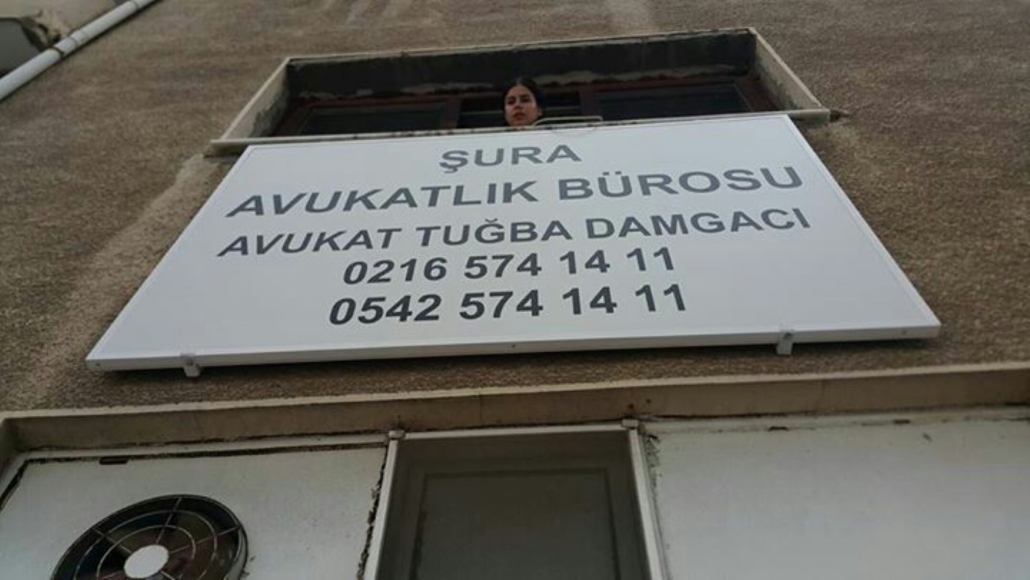 ŞURA
AVUKATLIK BÜROSU
AVUKAT TUĞBA DAMGACI
0216 574 14 11
0542 574 14 11